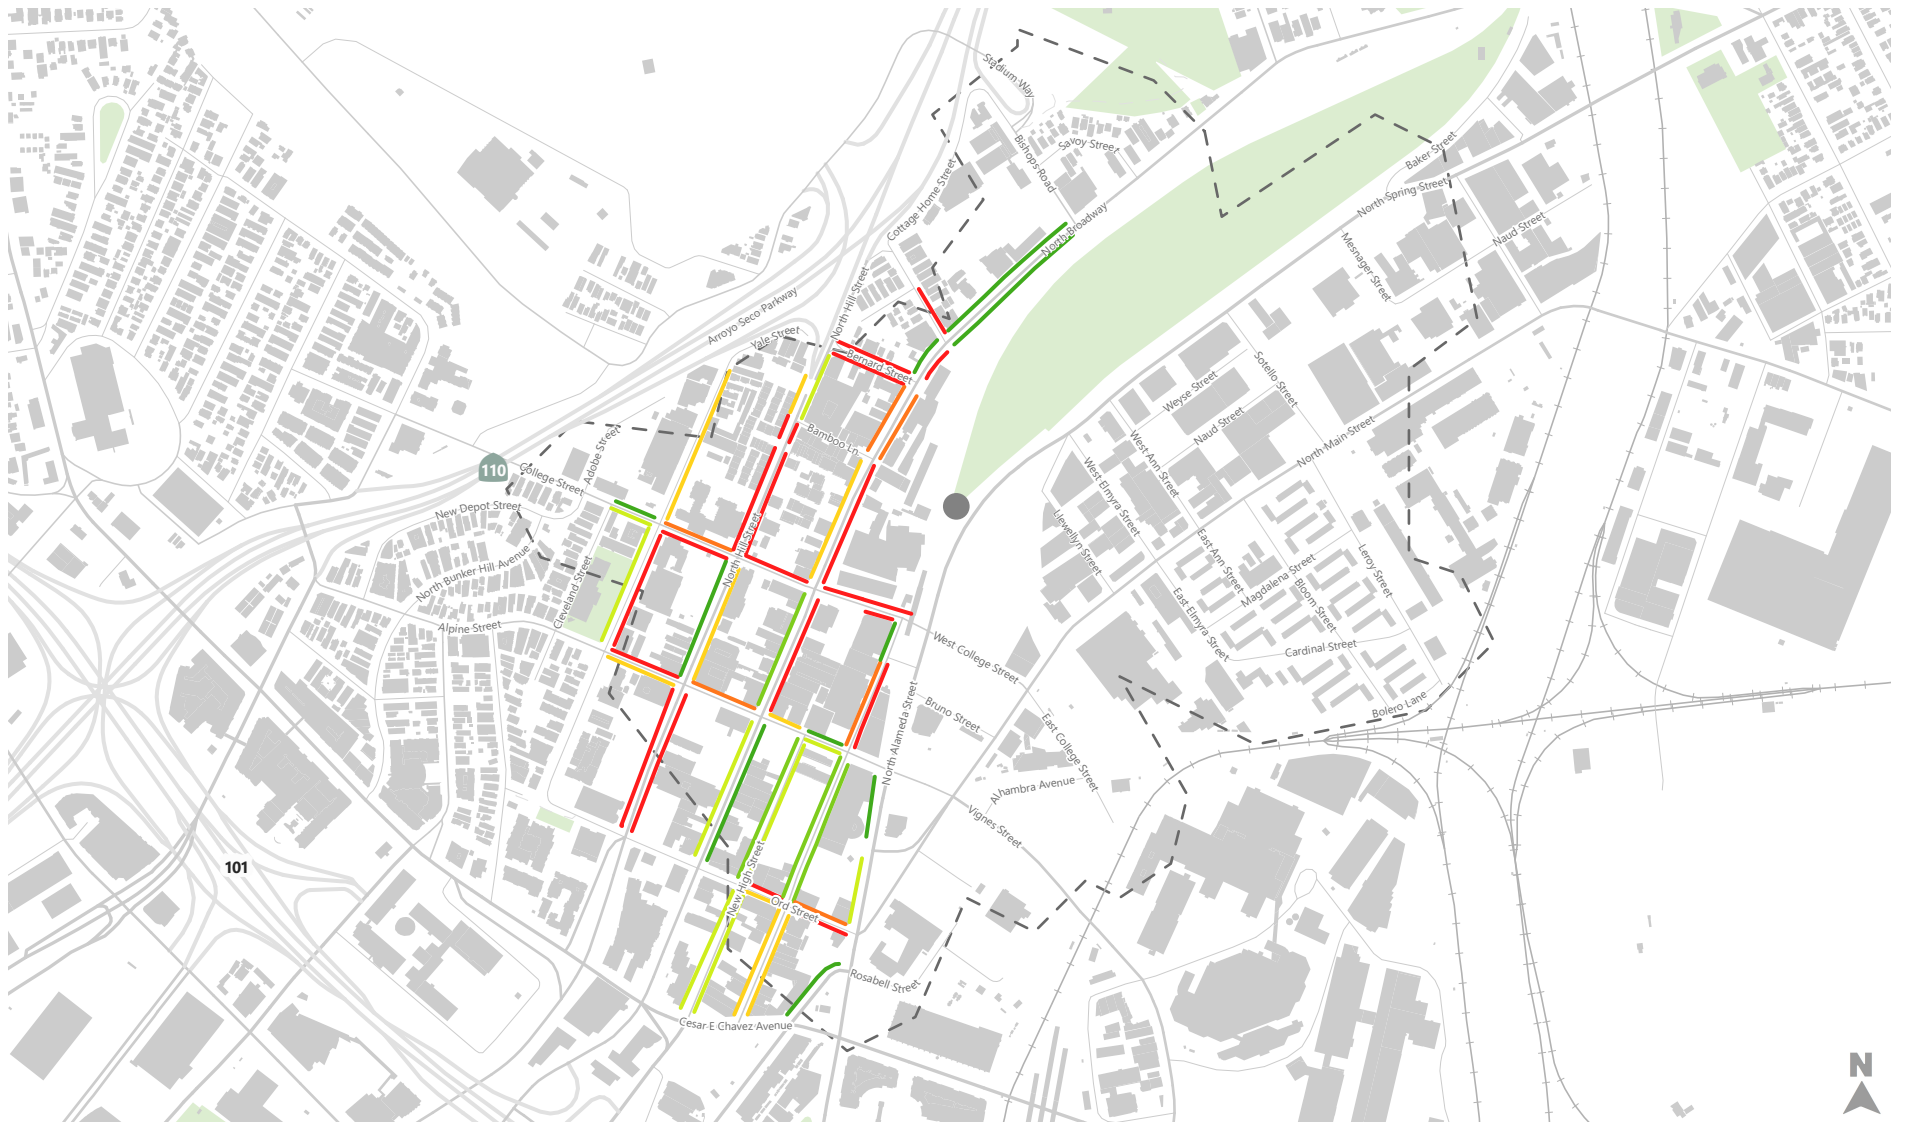 Stadium Way
Savoy Street
Bishops Road
Baker Street
Cottage Home Street
North Spring Street
North Broadway
Naud Street
Mesnager Street
North Hill Street
Arroyo Seco Parkway
Yale Street
Bernard Street
Sotello Street
Weyse Street
Bamboo Ln
Naud Street
North Main Street
Adobe Street
West Ann Street
110
College Street
West Elmyra Street
New Depot Street
North Hill Street
Llewellyn Street
East Ann Street
North Bunker Hill Avenue
Cleveland Street
Magdalena Street
Leroy Street
Bloom Street
East Elmyra Street
Alpine Street
West College Street
Cardinal Street
North Alameda Street
Bruno Street
Bolero Lane
East College Street
Alhambra Avenue
Vignes Street
101
New High Street
Ord Street
Rosabell Street
Cesar E Chavez Avenue
N